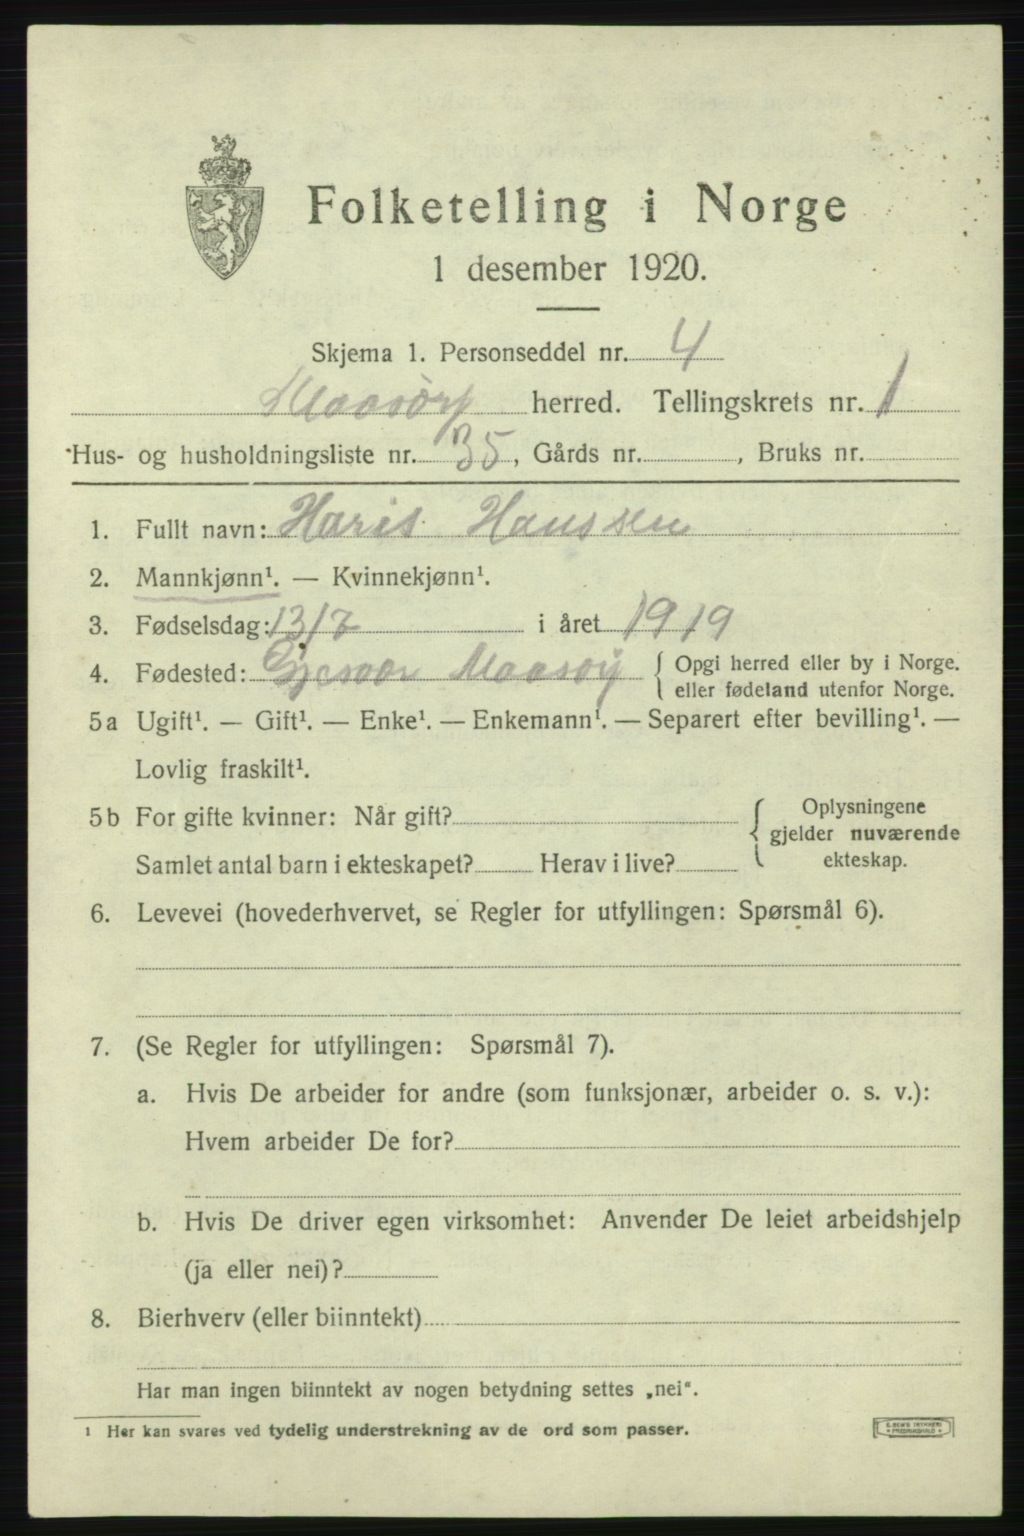 Folketelling i Norge
1 desember 1920.
Skjema 1. Personseddel nr. 4
Maasöy herred. Tellingskrets nr. 1
Hus- og husholdningsliste nr. 35, Gårds nr. , Bruks nr.
1. Fullt navn: Haris Hanssen
2. Mannkjønn¹. — Kvinnekjønn¹.
3. Fødselsdag: 13/7 i året 1919
4. Fødested: Gjesvær Maasöy { Opgi herred eller by i Norge.
eller fødeland utenfor Norge.
5a Ugift¹. — Gift¹. — Enke¹. — Enkemann¹. — Separert efter bevilling¹. —
Lovlig fraskilt¹.
5b For gifte kvinner: Når gift? { Oplysningene
gjelder nuværende
Samlet antal barn i ekteskapet? Herav i live? ekteskap.
6. Levevei (hovederhvervet, se Regler for utfyllingen: Spørsmål 6).
7. (Se Regler for utfyllingen: Spørsmål 7).
a. Hvis De arbeider for andre (som funksjonær, arbeider o. s. v.):
Hvem arbeider De for?
b. Hvis De driver egen virksomhet: Anvender De leiet arbeidshjelp
(ja eller nei)?
8. Bierhverv (eller biinntekt)
Har man ingen biinntekt av nogen betydning settes „nei“.
¹ Her kan svares ved tydelig understrekning av de ord som passer.